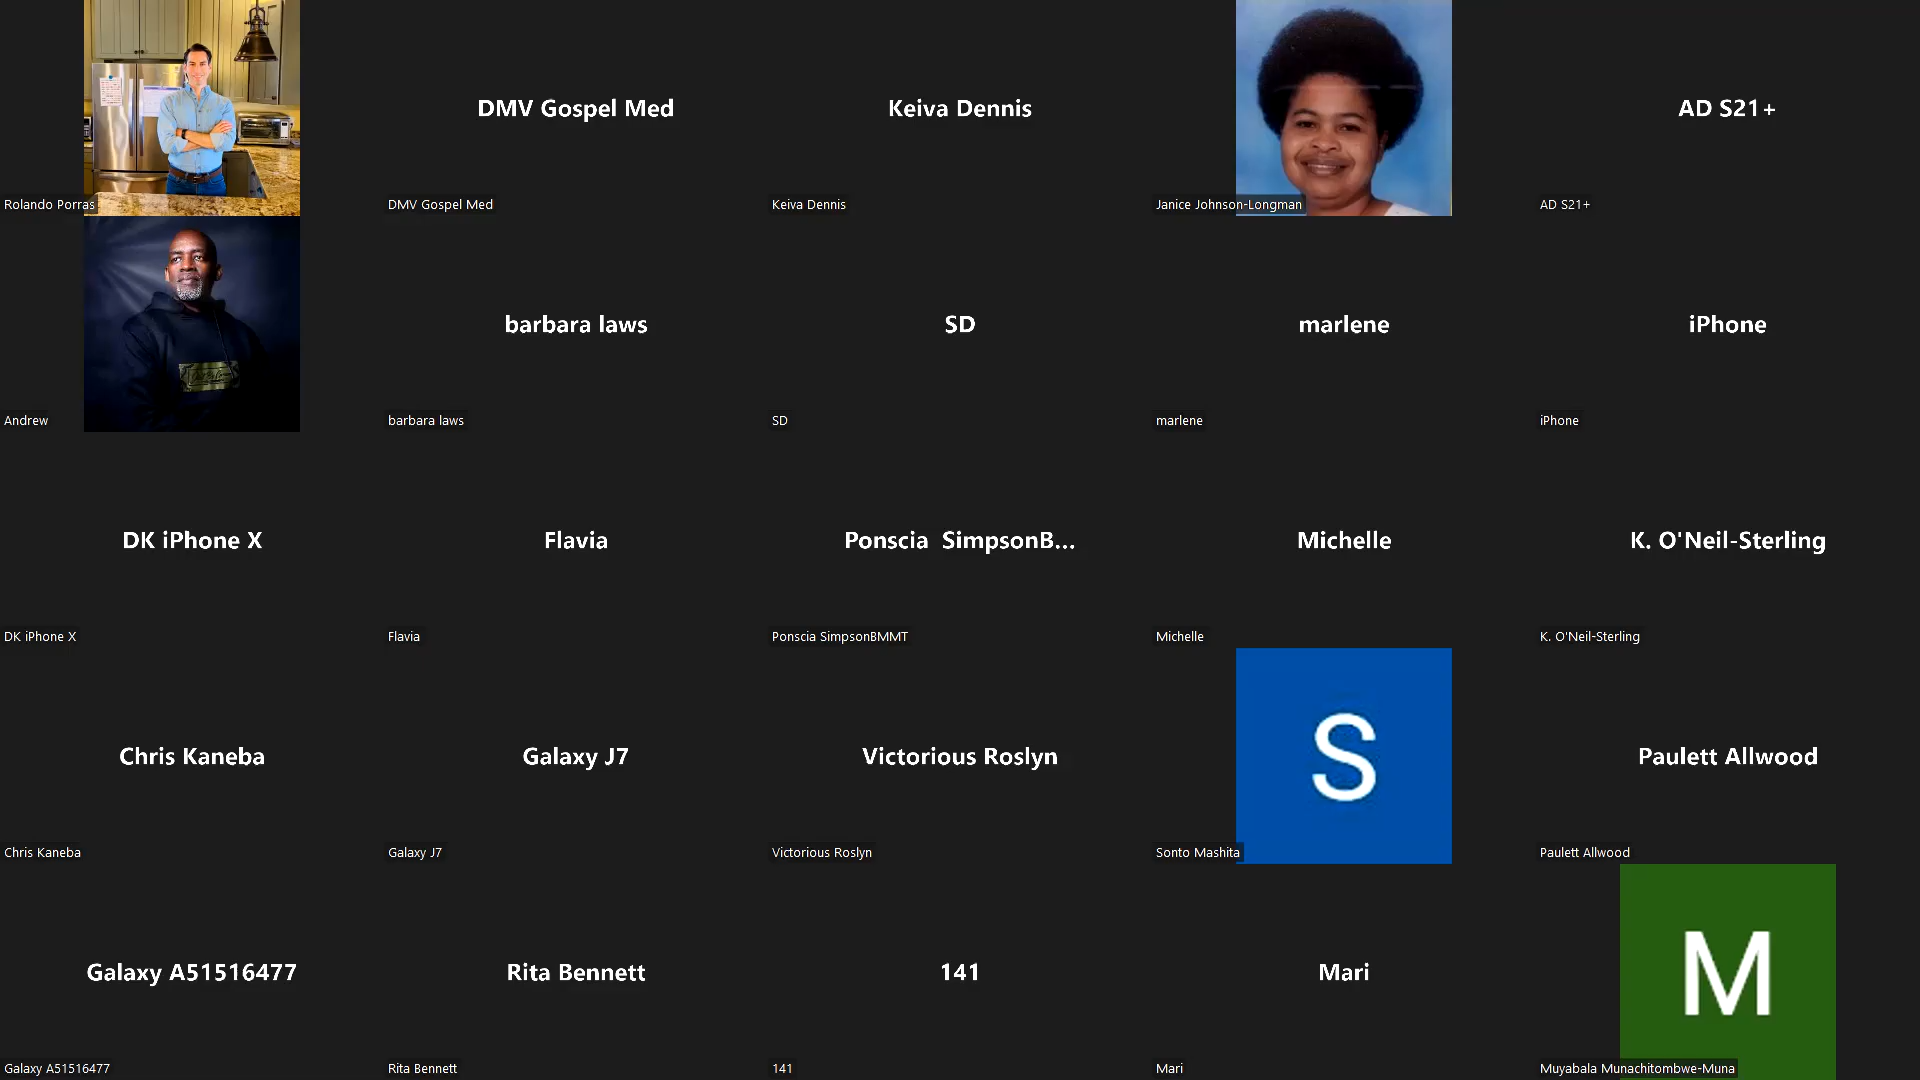 Rolando Porras
DMV Gospel Med
DMV Gospel Med
Keiva Dennis
Keiva Dennis
Janice Johnson-Longman
AD S21+
AD S21+
Andrew
barbara laws
barbara laws
SD
SD
marlene
marlene
iPhone
iPhone
DK iPhone X
DK iPhone X
Flavia
Flavia
Ponscia SimpsonB...
Ponscia SimpsonBMMT
Michelle
Michelle
K. O'Neil-Sterling
K. O'Neil-Sterling
Chris Kaneba
Chris Kaneba
Galaxy J7
Galaxy J7
Victorious Roslyn
Victorious Roslyn
S
Sonto Mashita
Paulett Allwood
Paulett Allwood
Galaxy A51516477
Galaxy A51516477
Rita Bennett
Rita Bennett
141
141
Mari
Mari
M
Muyabala Munachitombwe-Muna